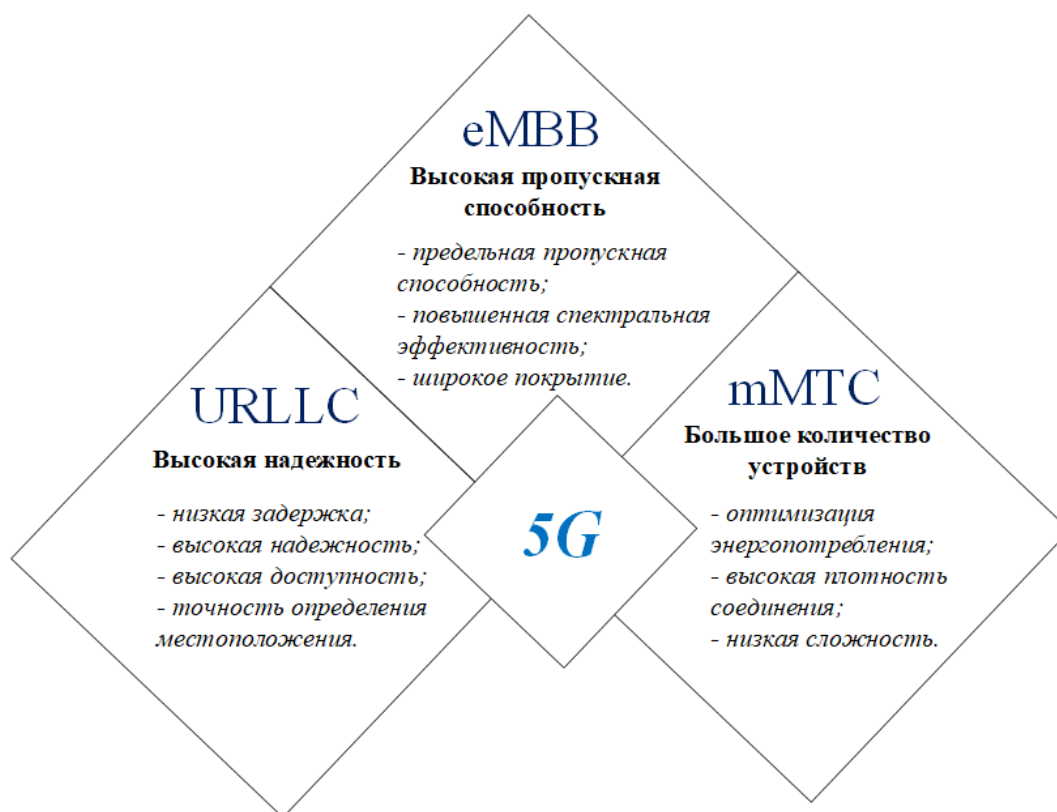 eMBB
Высокая пропускная
способность
- предельная пропускная
способность;
- повышенная спектральная
эффективность;
- широкое покрытие.
URLLC
Высокая надежность
- низкая задержка;
- высокая надежность;
- высокая доступность;
- точность определения
местоположения.
5G
mMTC
Большое количество
устройств
- оптимизация
энергопотребления;
- высокая плотность
соединения;
- низкая сложность.